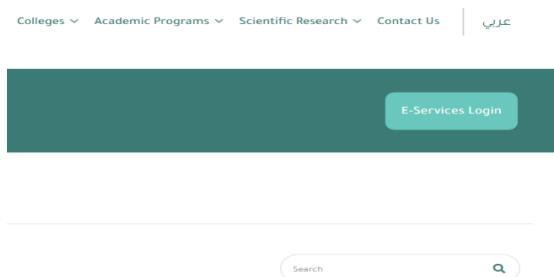 Colleges Academic Programs Scientific Research Contact Us عربي
E-Services Login
Search